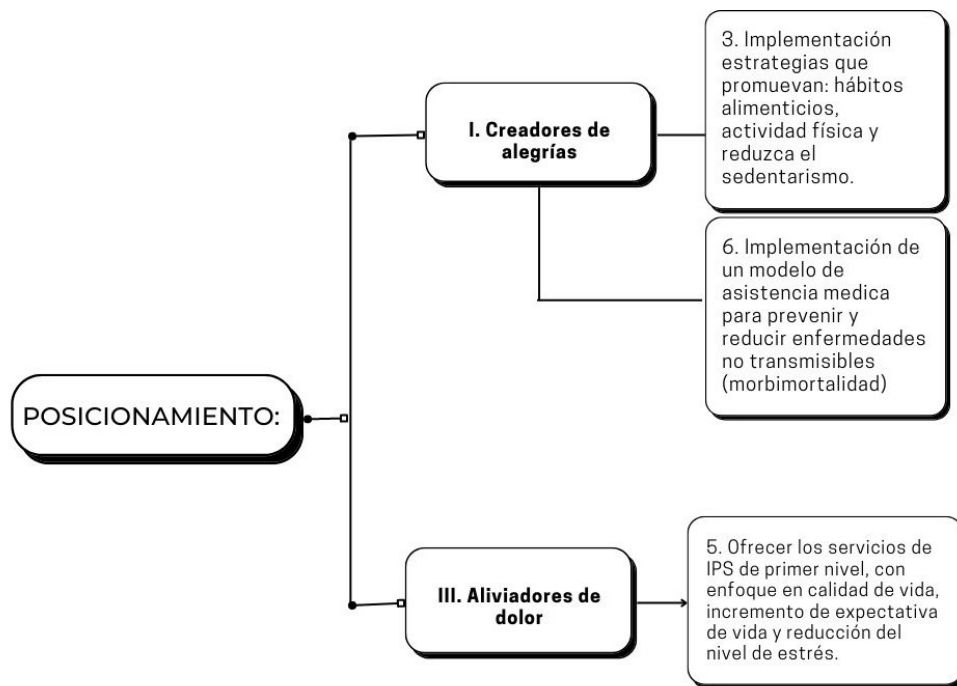 3. Implementación
estrategias que
promuevan: hábitos
alimenticios,
actividad física y
reduzca el
sedentarismo.
I. Creadores de
alegrías
6. Implementación de
un modelo de
asistencia medica
para prevenir y
reducir enfermedades
no transmisibles
(morbimortalidad)
POSICIONAMIENTO:
III. Aliviadores de
dolor
5. Ofrecer los servicios de
IPS de primer nivel, con
enfoque en calidad de vida,
incremento de expectativa
de vida y reducción del
nivel de estrés.